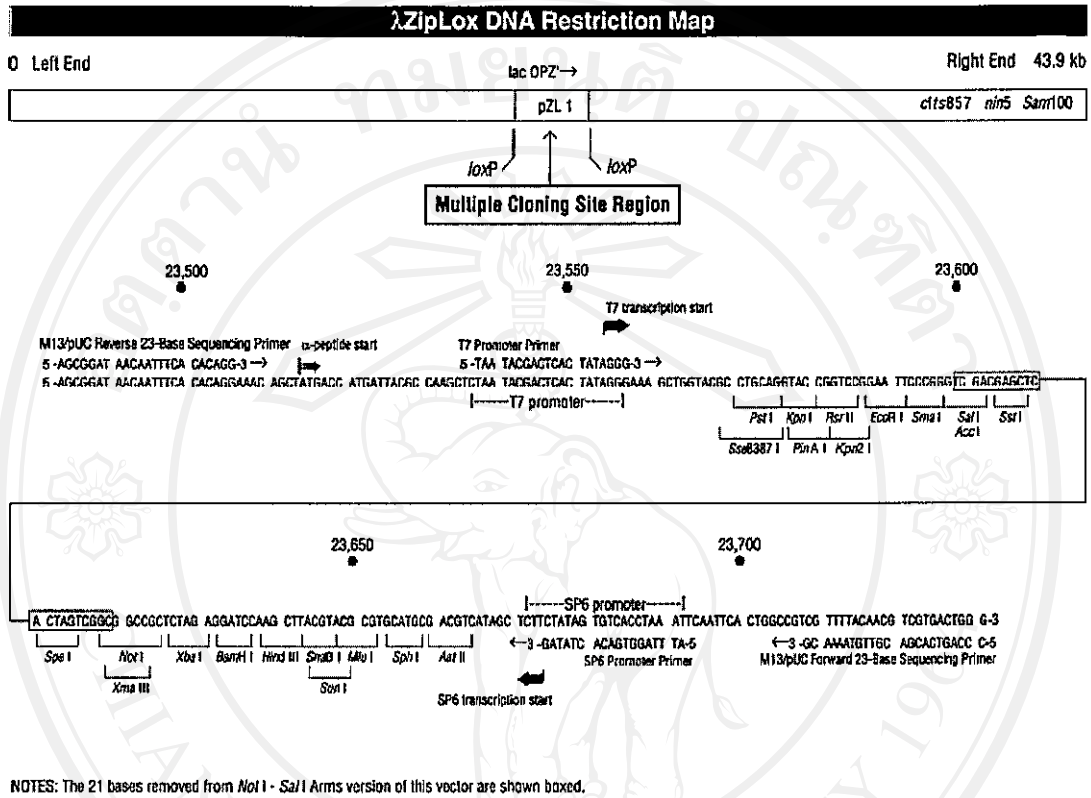 λZipLox DNA Restriction Map
0 Left End
Right End 43.9 kb
lac OPZ'→
pZL 1
cIts857 nin5 Sam100
loxP
loxP
Multiple Cloning Site Region
23,500
23,550
23,600
T7 transcription start
M13/pUC Reverse 23-Base Sequencing Primer
α-peptide start
T7 Promoter Primer
5 -AGCGGAT AACAATTTCA CACAGG-3 →
5 -TAA TACGACTCAC TATAGGG-3 →
5 -AGCGGAT AACAATTTCA CACAGGAAAC AGCTATGACC ATGATTACGC CAAGCTCTAA TACGACTCAC TATAGGGAAA GCTGGTACGC CTGCAGGTAC CGGTCCGGAA TTCCCGGGTC GACGAGCTC
|------T7 promoter------|
Pst I Kpn I Rsr II EcoR I Sma I Sal I Sst I
Acc I
Sse8387 I PinA I Kpn2 I
23,650
23,700
|------SP6 promoter------|
A CTAGTCGGCG GCCGCTCTAG AGGATCCAAG CTTACGTACG CGTGCATGCG ACGTCATAGC TCTTCTATAG TGTCACCTAA ATTCAATTCA CTGGCCGTCG TTTTACAACG TCGTGACTGG G-3
←3 -GATATC ACAGTGGATT TA-5
←3 -GC AAAATGTTGC AGCACTGACC C-5
Spe I Not I Xba I BamH I Hind III SnaB I Mlu I Sph I Aat II
SP6 Promoter Primer
M13/pUC Forward 23-Base Sequencing Primer
Xma III
Sun I
SP6 transcription start
NOTES: The 21 bases removed from Not I - Sal I Arms version of this vector are shown boxed.